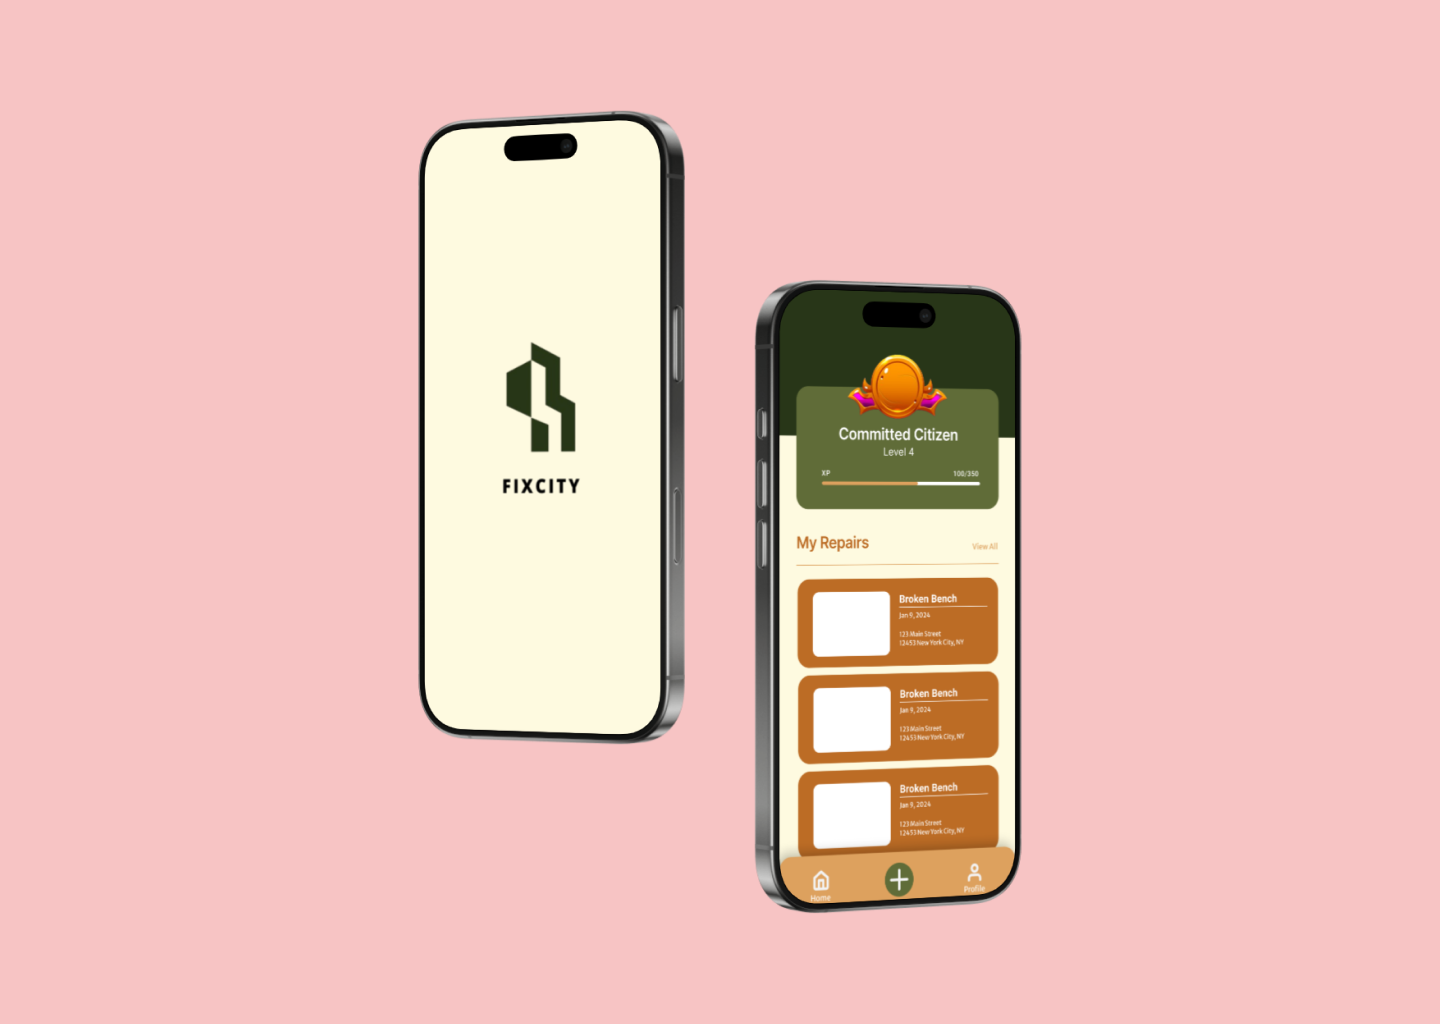 FIXCITY
Committed Citizen
Level 4
XP 100/350
My Repairs View All
Broken Bench
Jan 9, 2024
123 Main Street
12453 New York City, NY
Broken Bench
Jan 9, 2024
123 Main Street
12453 New York City, NY
Broken Bench
Jan 9, 2024
123 Main Street
12453 New York City, NY
Home Profile